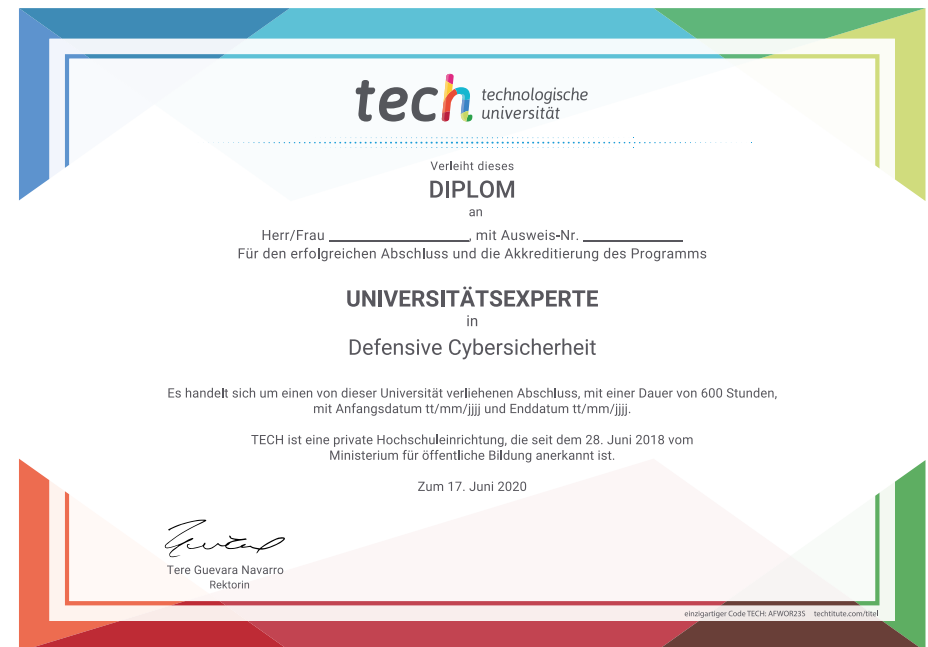 tech technologische
universität
Verleiht dieses
DIPLOM
an
Herr/Frau ____________, mit Ausweis-Nr. ____________
Für den erfolgreichen Abschluss und die Akkreditierung des Programms
UNIVERSITÄTSEXPERTE
in
Defensive Cybersicherheit
Es handelt sich um einen von dieser Universität verliehenen Abschluss, mit einer Dauer von 600 Stunden,
mit Anfangsdatum tt/mm/jjjj und Enddatum tt/mm/jjjj.
TECH ist eine private Hochschuleinrichtung, die seit dem 28. Juni 2018 vom
Ministerium für öffentliche Bildung anerkannt ist.
Zum 17. Juni 2020
Tere Guevara Navarro
Rektorin
einzigartiger Code TECH: AFWOR23S techtitute.com/titel